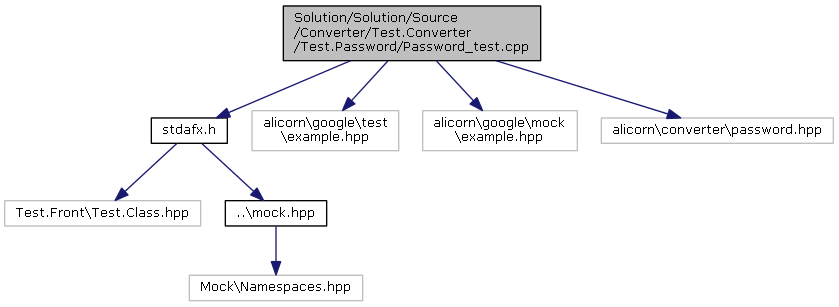 Solution/Solution/Source
/Converter/Test.Converter
/Test.Password/Password_test.cpp
stdafx.h
alicorn\google\test
\example.hpp
alicorn\google\mock
\example.hpp
alicorn\converter\password.hpp
Test.Front\Test.Class.hpp
..\mock.hpp
Mock\Namespaces.hpp